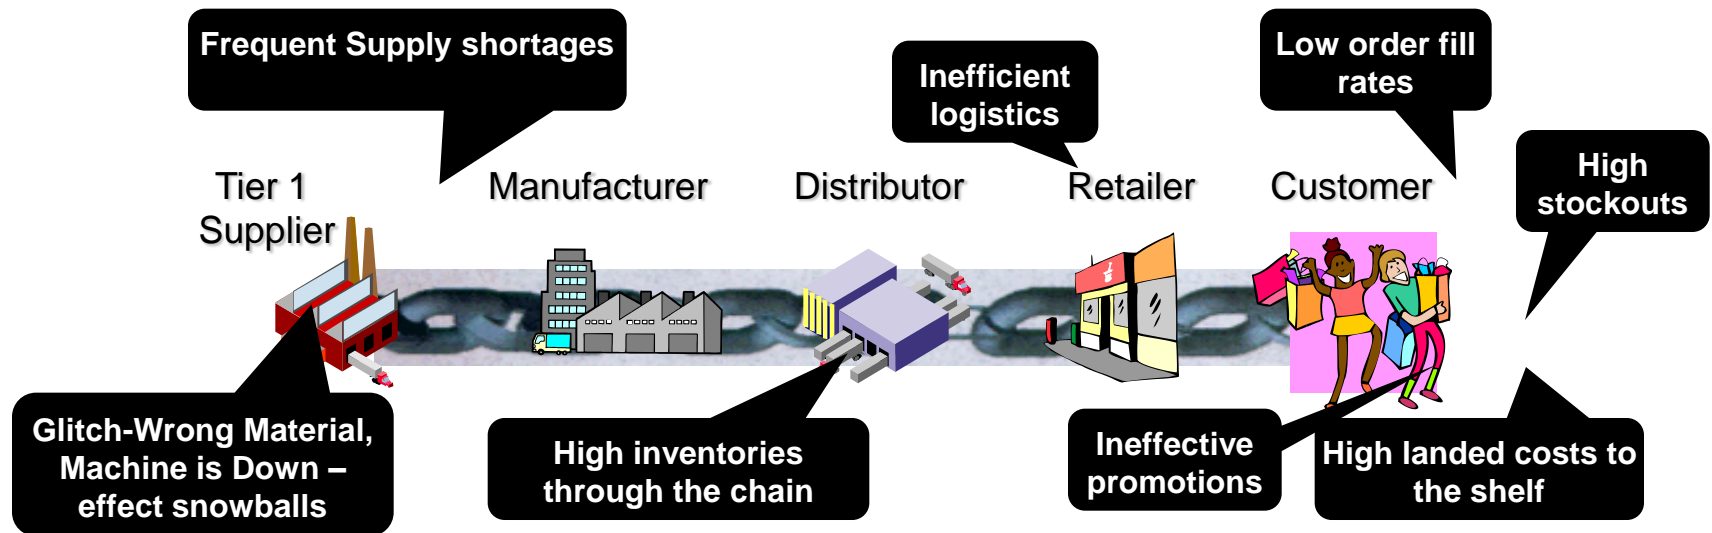 Frequent Supply shortages
Inefficient
logistics
Low order fill
rates
High
stockouts
Tier 1
Supplier
Manufacturer
Distributor
Retailer
Customer
Glitch-Wrong Material,
Machine is Down –
effect snowballs
High inventories
through the chain
Ineffective
promotions
High landed costs to
the shelf